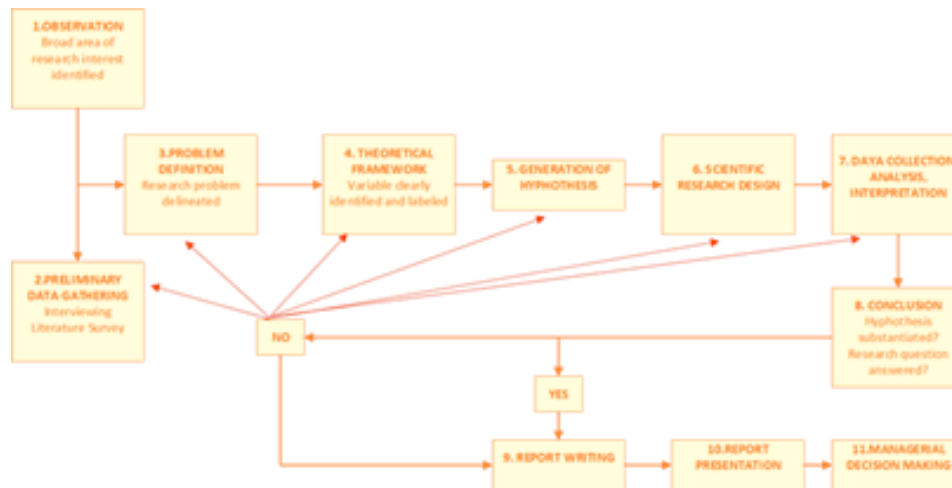 1.OBSERVATION
Broad area of
research interest
identified
3.PROBLEM
DEFINITION
Research problem
delineated
4. THEORETICAL
FRAMEWORK
Variable clearly
identified and labeled
5. GENERATION OF
HYPHOTHESIS
6. SCIENTIFIC
RESEARCH DESIGN
7. DAYA COLLECTION,
ANALYSIS,
INTERPRETATION
2.PRELIMINARY
DATA GATHERING
Interviewing
Literature Survey
8. CONCLUSION
Hyphothesis
substantiated?
Research question
answered?
NO
YES
9. REPORT WRITING
10.REPORT
PRESENTATION
11.MANAGERIAL
DECISION MAKING